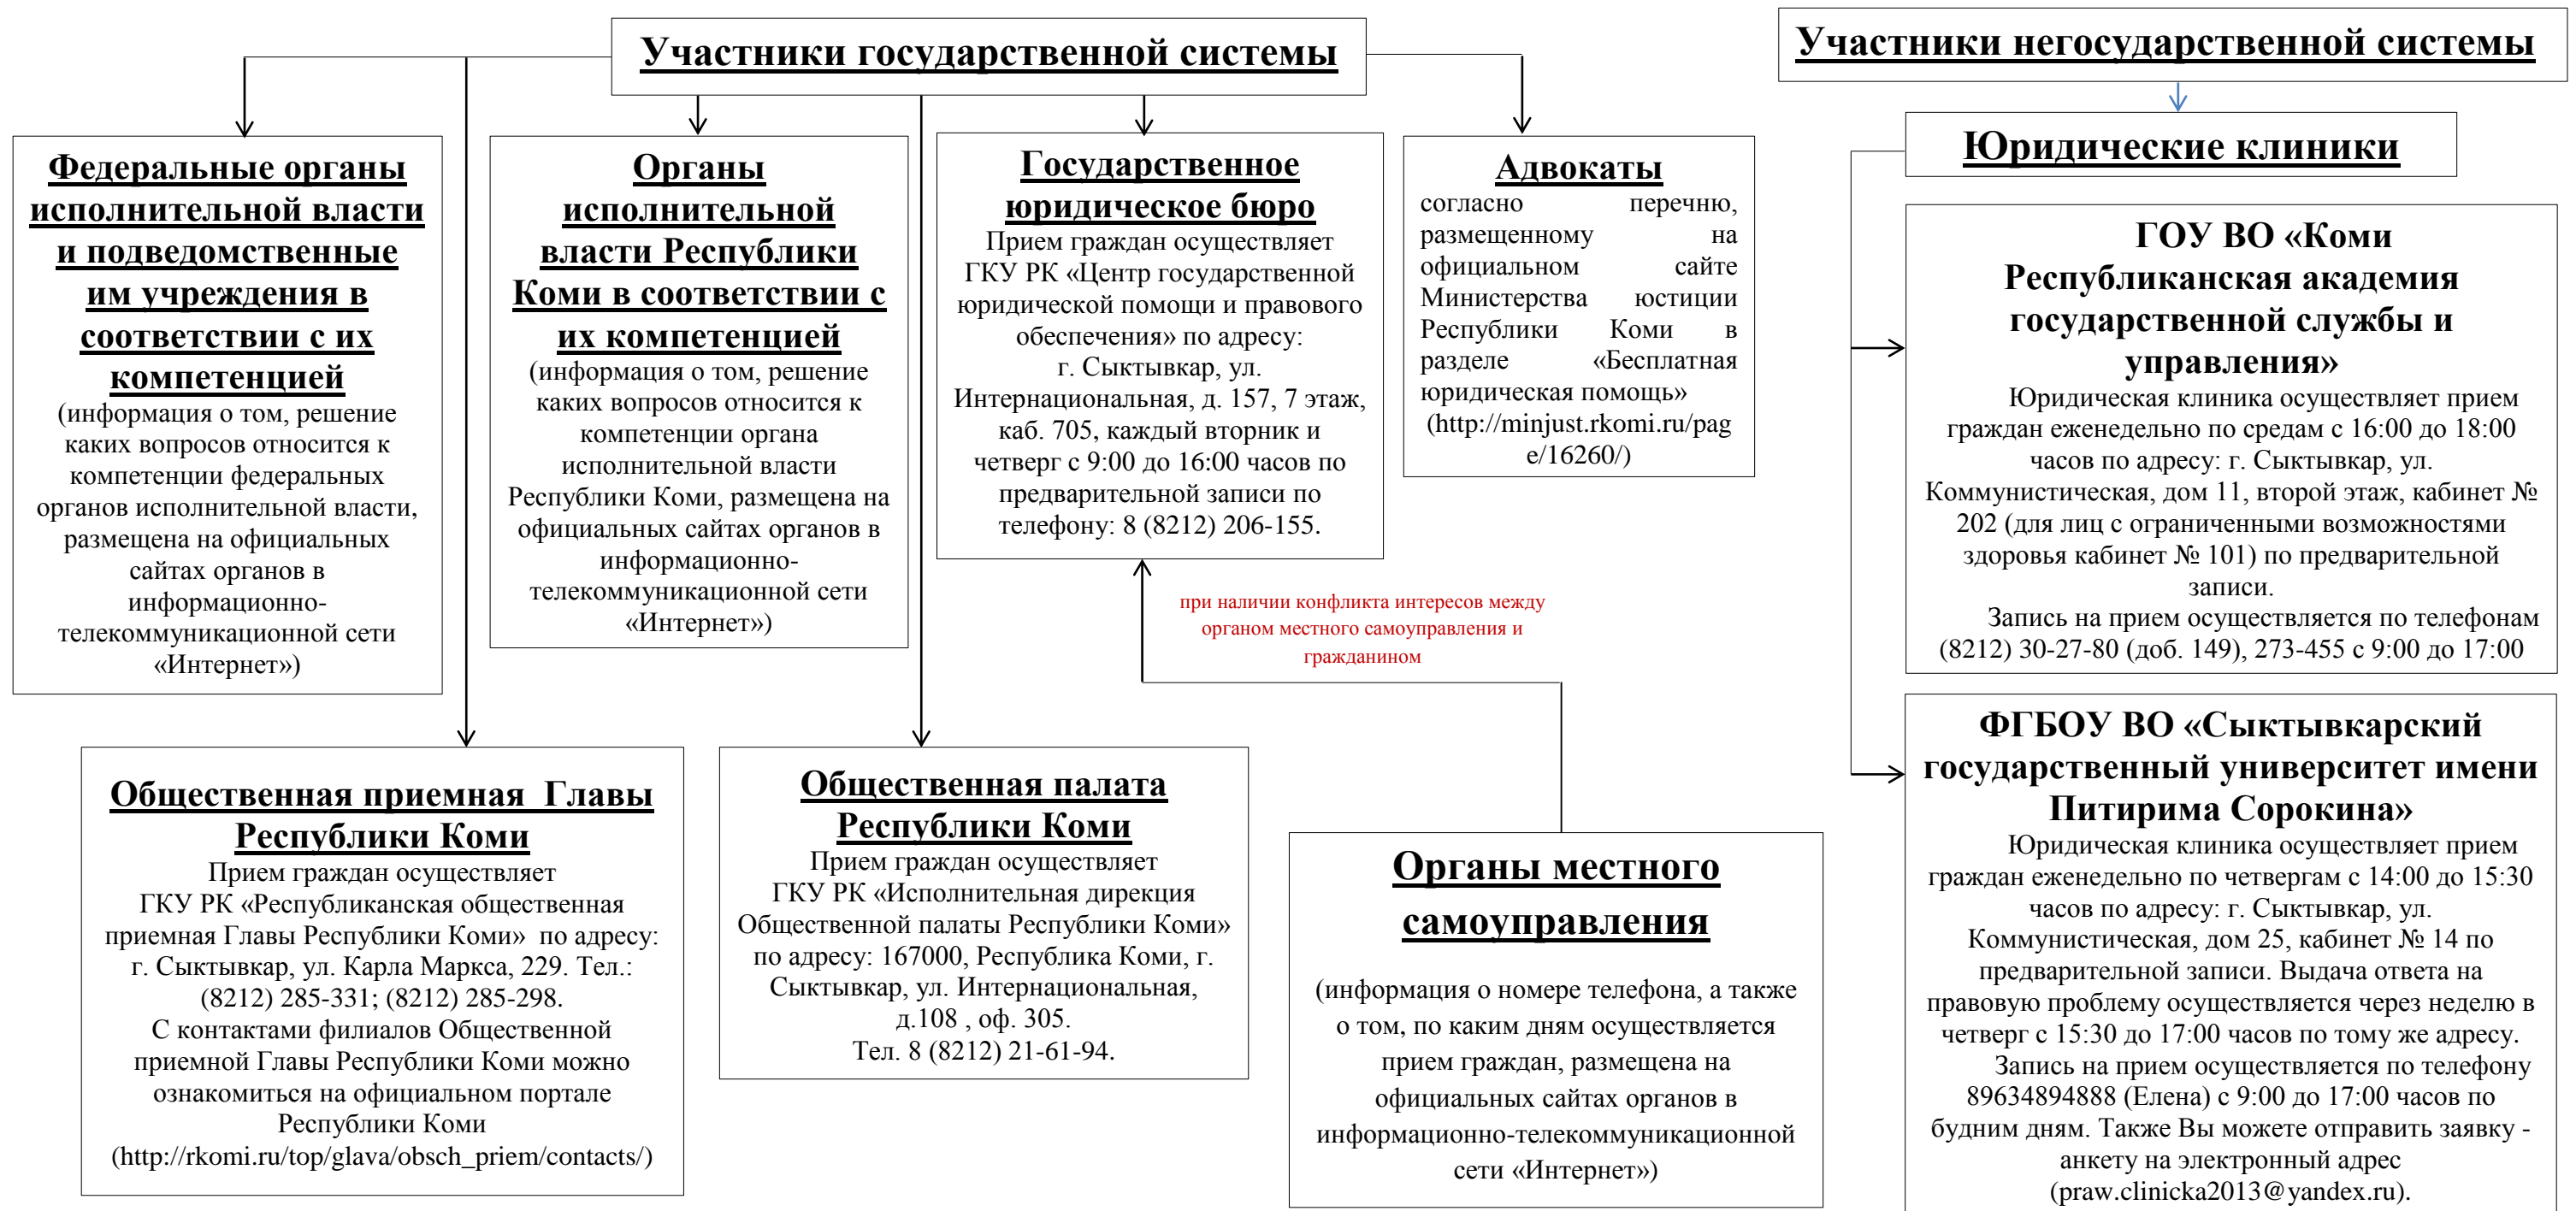 Участники государственной системы
Участники негосударственной системы
Федеральные органы
исполнительной власти
и подведомственные
им учреждения в
соответствии с их
компетенцией
(информация о том, решение
каких вопросов относится к
компетенции федеральных
органов исполнительной власти,
размещена на официальных
сайтах органов в
информационно-
телекоммуникационной сети
«Интернет»)
Органы
исполнительной
власти Республики
Коми в соответствии с
их компетенцией
(информация о том, решение
каких вопросов относится к
компетенции органа
исполнительной власти
Республики Коми, размещена на
официальных сайтах органов в
информационно-
телекоммуникационной сети
«Интернет»)
Государственное
юридическое бюро
Прием граждан осуществляет
ГКУ РК «Центр государственной
юридической помощи и правового
обеспечения» по адресу:
г. Сыктывкар, ул.
Интернациональная, д. 157, 7 этаж,
каб. 705, каждый вторник и
четверг с 9:00 до 16:00 часов по
предварительной записи по
телефону: 8 (8212) 206-155.
Адвокаты
согласно перечню,
размещенному на
официальном сайте
Министерства юстиции
Республики Коми в
разделе «Бесплатная
юридическая помощь»
(http://minjust.rkomi.ru/pag
e/16260/)
при наличии конфликта интересов между
органом местного самоуправления и
гражданином
Общественная приемная Главы
Республики Коми
Прием граждан осуществляет
ГКУ РК «Республиканская общественная
приемная Главы Республики Коми» по адресу:
г. Сыктывкар, ул. Карла Маркса, 229. Тел.:
(8212) 285-331; (8212) 285-298.
С контактами филиалов Общественной
приемной Главы Республики Коми можно
ознакомиться на официальном портале
Республики Коми
(http://rkomi.ru/top/glava/obsch_priem/contacts/)
Общественная палата
Республики Коми
Прием граждан осуществляет
ГКУ РК «Исполнительная дирекция
Общественной палаты Республики Коми»
по адресу: 167000, Республика Коми, г.
Сыктывкар, ул. Интернациональная,
д.108 , оф. 305.
Тел. 8 (8212) 21-61-94.
Органы местного
самоуправления
(информация о номере телефона, а также
о том, по каким дням осуществляется
прием граждан, размещена на
официальных сайтах органов в
информационно-телекоммуникационной
сети «Интернет»)
Юридические клиники
ГОУ ВО «Коми
Республиканская академия
государственной службы и
управления»
Юридическая клиника осуществляет прием
граждан еженедельно по средам с 16:00 до 18:00
часов по адресу: г. Сыктывкар, ул.
Коммунистическая, дом 11, второй этаж, кабинет №
202 (для лиц с ограниченными возможностями
здоровья кабинет № 101) по предварительной
записи.
Запись на прием осуществляется по телефонам
(8212) 30-27-80 (доб. 149), 273-455 с 9:00 до 17:00
ФГБОУ ВО «Сыктывкарский
государственный университет имени
Питирима Сорокина»
Юридическая клиника осуществляет прием
граждан еженедельно по четвергам с 14:00 до 15:30
часов по адресу: г. Сыктывкар, ул.
Коммунистическая, дом 25, кабинет № 14 по
предварительной записи. Выдача ответа на
правовую проблему осуществляется через неделю в
четверг с 15:30 до 17:00 часов по тому же адресу.
Запись на прием осуществляется по телефону
89634894888 (Елена) с 9:00 до 17:00 часов по
будним дням. Также Вы можете отправить заявку -
анкету на электронный адрес
(praw.clinicka2013@yandex.ru).